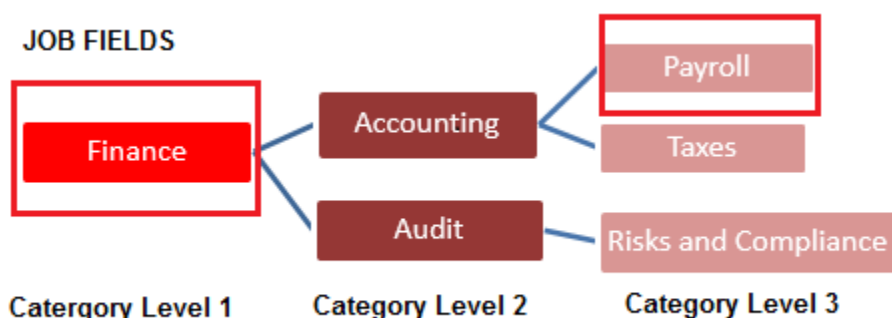 JOB FIELDS
Payroll
Accounting
Finance
Taxes
Audit
Risks and Compliance
Catergory Level 1
Category Level 2
Category Level 3